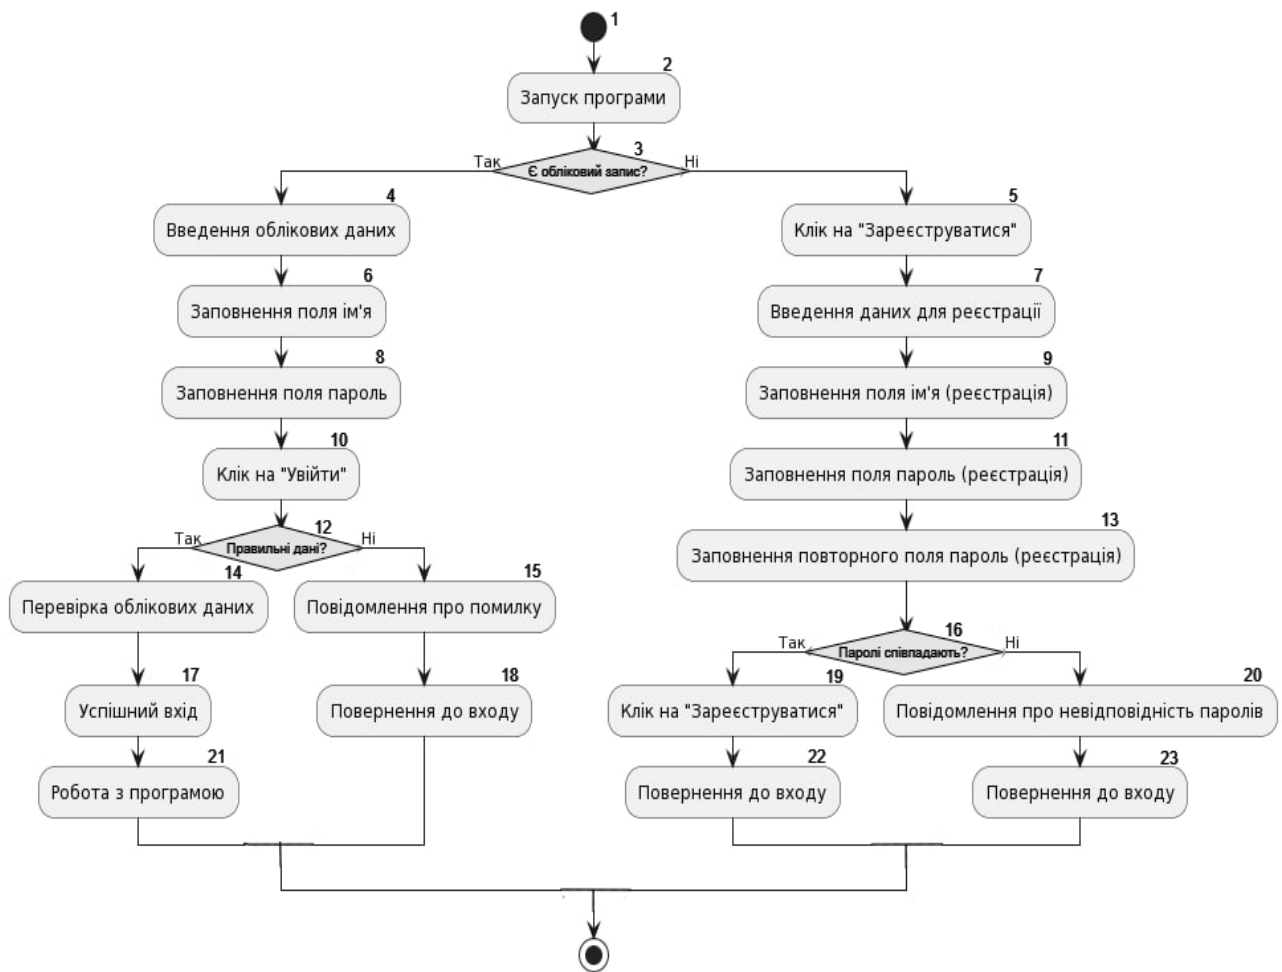 1
2
Запуск програми
3
Так
Є обліковий запис?
Ні
4
Введення облікових даних
5
Клік на "Зареєструватися"
6
Заповнення поля ім'я
7
Введення даних для реєстрації
8
Заповнення поля пароль
9
Заповнення поля ім'я (реєстрація)
10
Клік на "Увійти"
11
Заповнення поля пароль (реєстрація)
12
Так
Правильні дані?
Ні
13
Заповнення повторного поля пароль (реєстрація)
14
Перевірка облікових даних
15
Повідомлення про помилку
16
Так
Паролі співпадають?
Ні
17
Успішний вхід
18
Повернення до входу
19
Клік на "Зареєструватися"
20
Повідомлення про невідповідність паролів
21
Робота з програмою
22
Повернення до входу
23
Повернення до входу